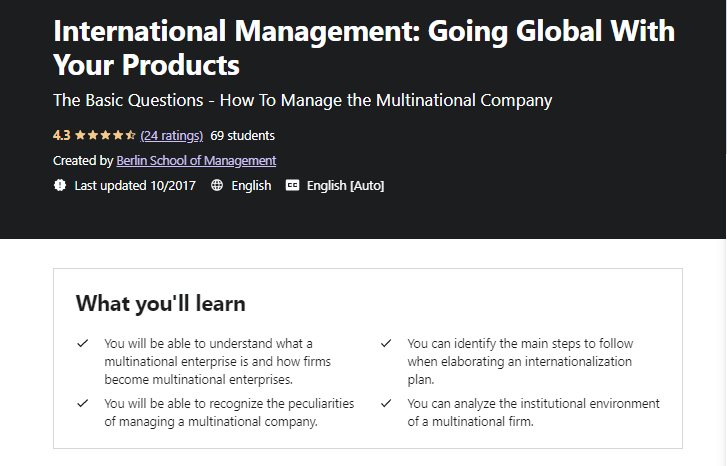 International Management: Going Global With
Your Products
The Basic Questions - How To Manage the Multinational Company
4.3 (24 ratings) 69 students
Created by Berlin School of Management
Last updated 10/2017 English CC English [Auto]
What you'll learn
You will be able to understand what a
multinational enterprise is and how firms
become multinational enterprises.
You can identify the main steps to follow
when elaborating an internationalization
plan.
You will be able to recognize the peculiarities
of managing a multinational company.
You can analyze the institutional environment
of a multinational firm.